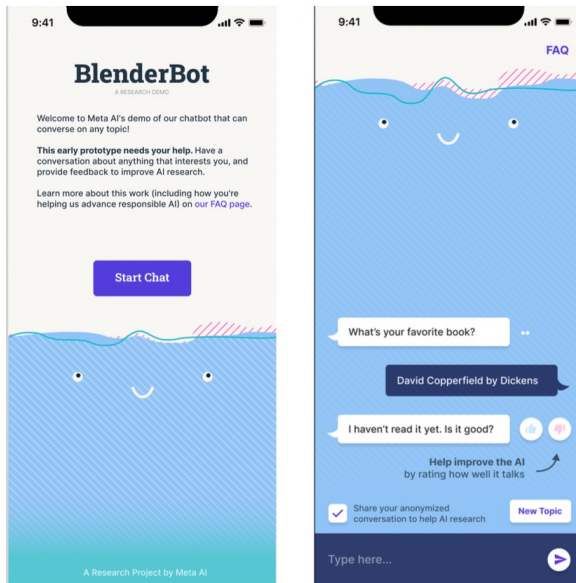 9:41
BlenderBot
A RESEARCH DEMO
Welcome to Meta AI's demo of our chatbot that can
converse on any topic!
This early prototype needs your help. Have a
conversation about anything that interests you, and
provide feedback to improve AI research.
Learn more about this work (including how you're
helping us advance responsible AI) on our FAQ page.
Start Chat
A Research Project by Meta AI
9:41
FAQ
What's your favorite book?
David Copperfield by Dickens
I haven't read it yet. Is it good?
Help improve the AI
by rating how well it talks
Share your anonymized
conversation to help AI research
New Topic
Type here...